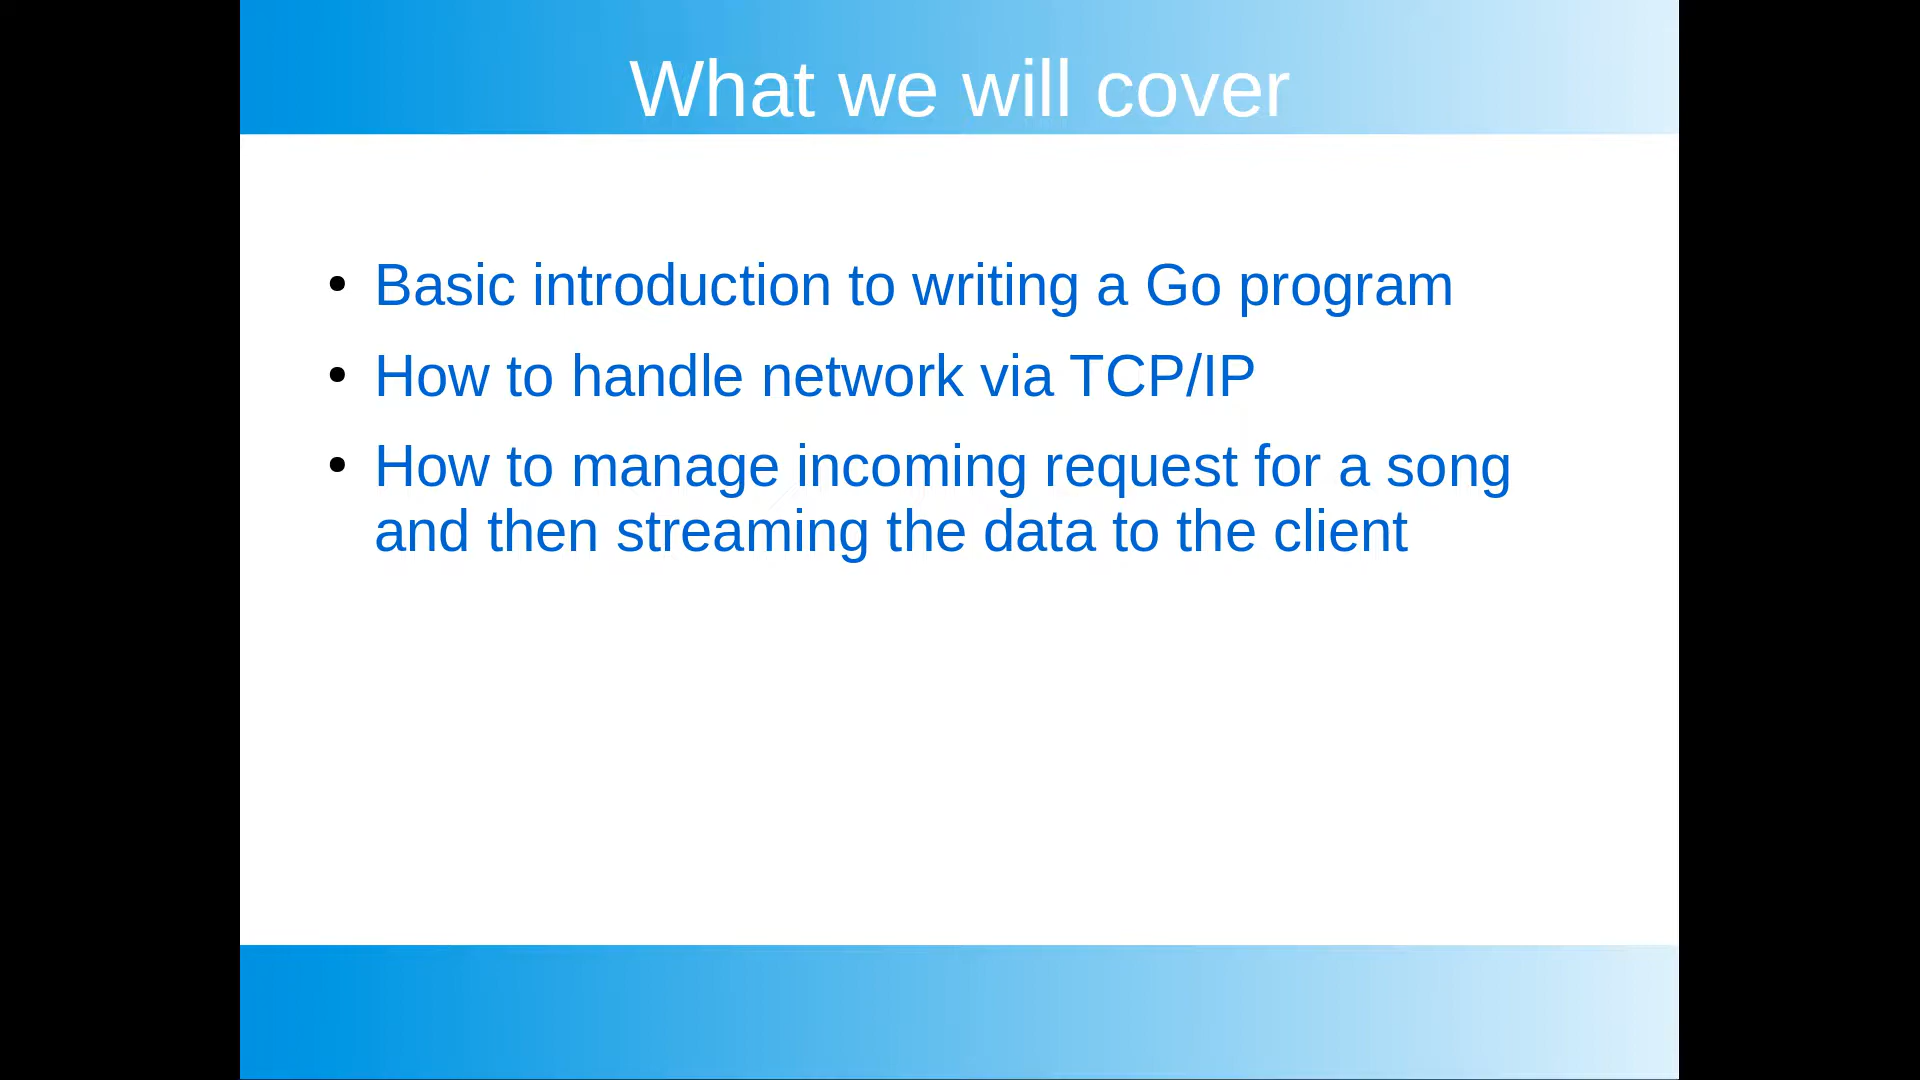 What we will cover
• Basic introduction to writing a Go program
• How to handle network via TCP/IP
• How to manage incoming request for a song
and then streaming the data to the client